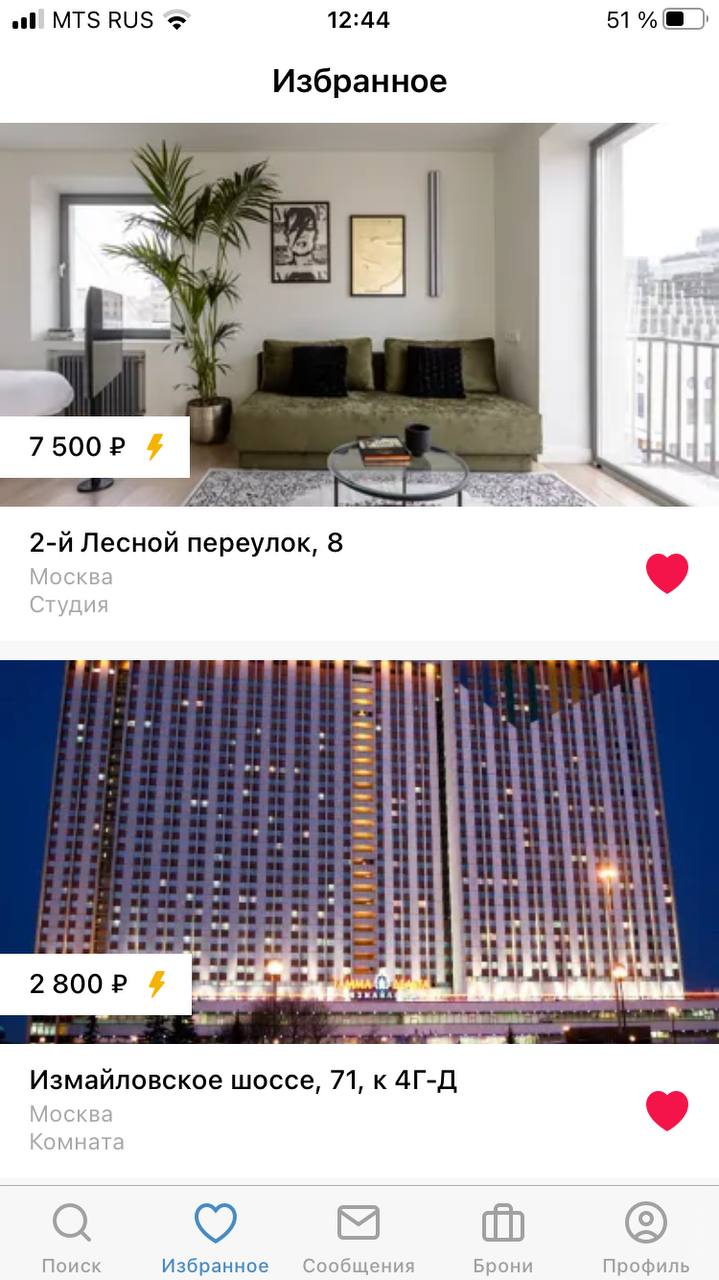 MTS RUS
12:44
51 %
Избранное
7 500 ₽
2-й Лесной переулок, 8
Москва
Студия
2 800 ₽
Измайловское шоссе, 71, к 4Г-Д
Москва
Комната
Поиск
Избранное
Сообщения
Брони
Профиль